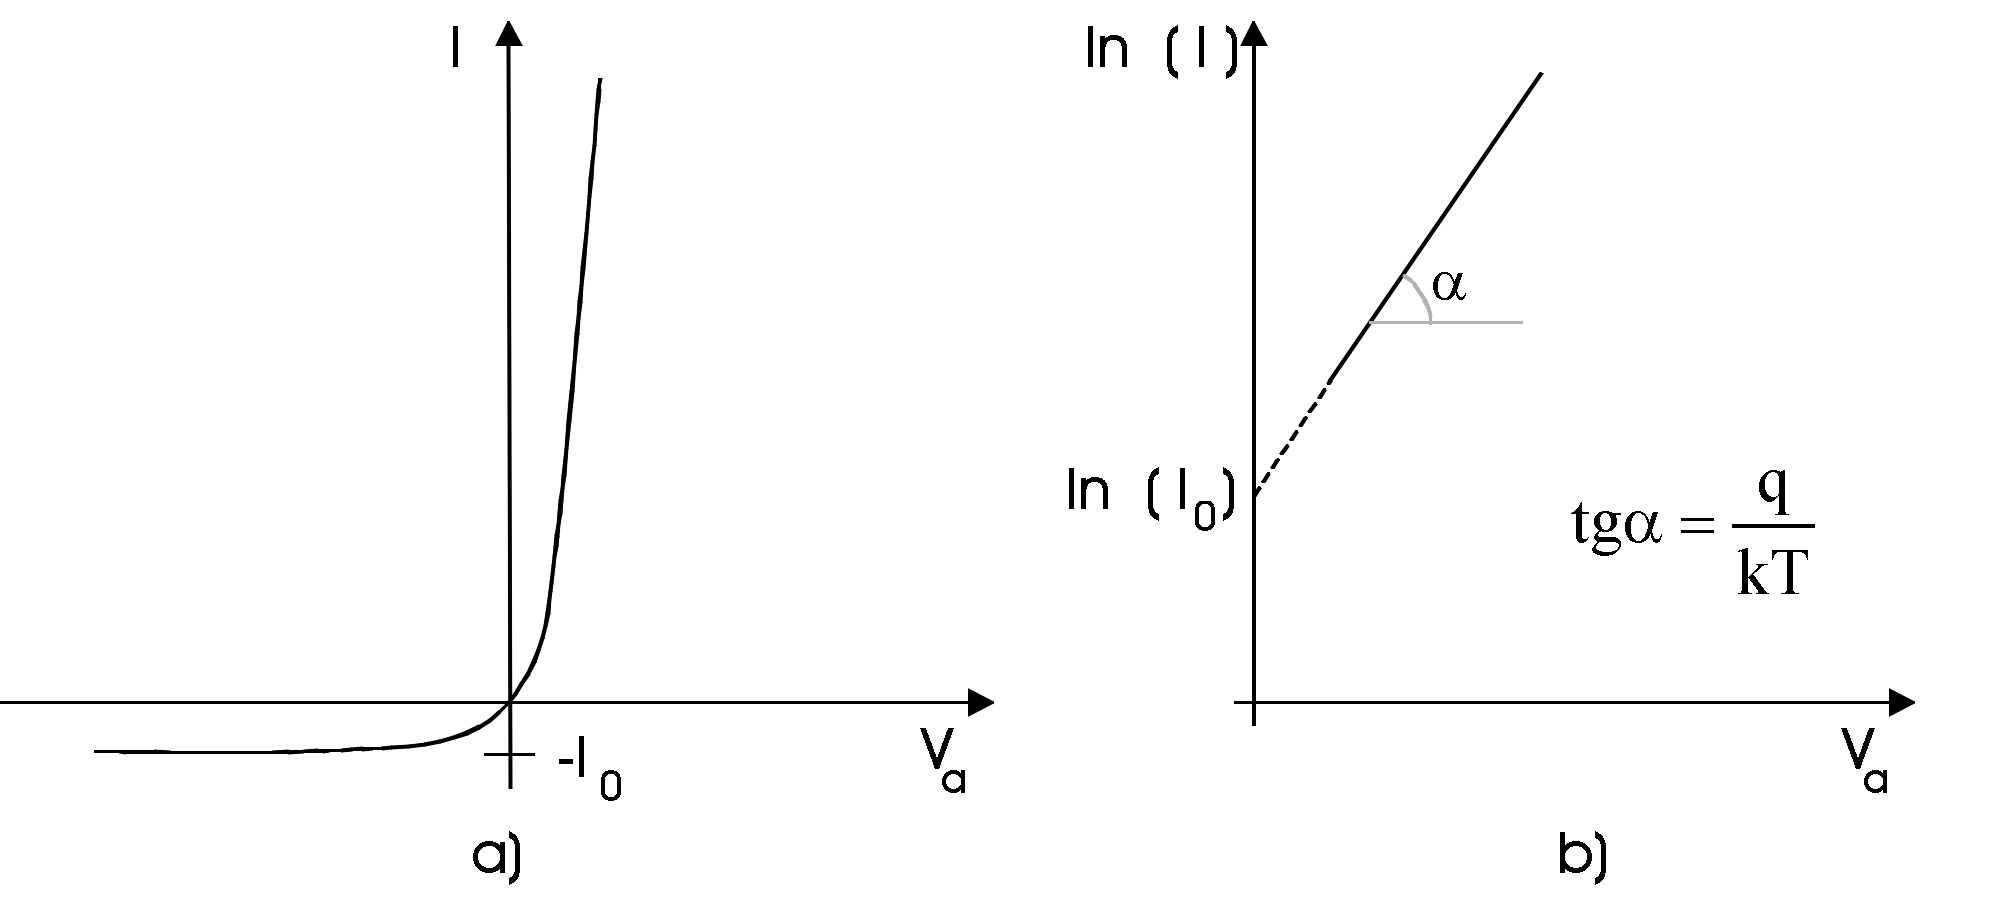 I
Vₐ
-I₀
a)
ln (I)
α
ln (I₀)
tgα = q/kT
Vₐ
b)